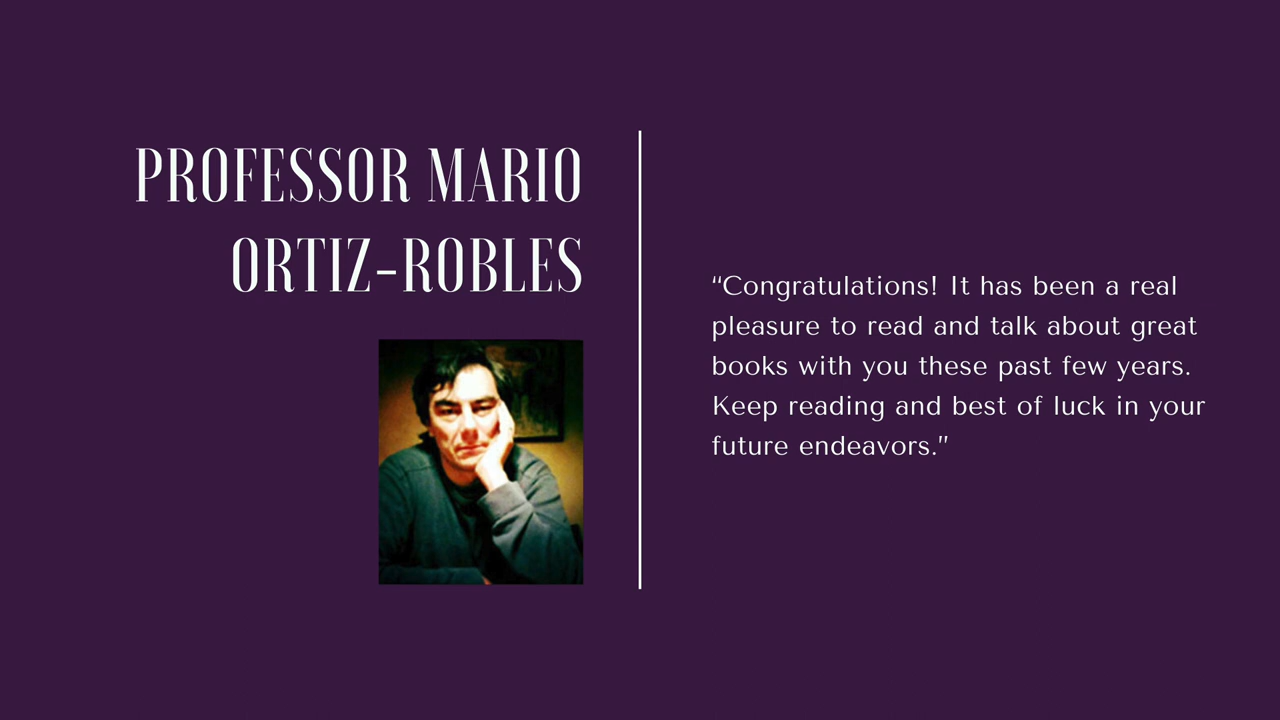 PROFESSOR MARIO
ORTIZ-ROBLES
“Congratulations! It has been a real
pleasure to read and talk about great
books with you these past few years.
Keep reading and best of luck in your
future endeavors.”